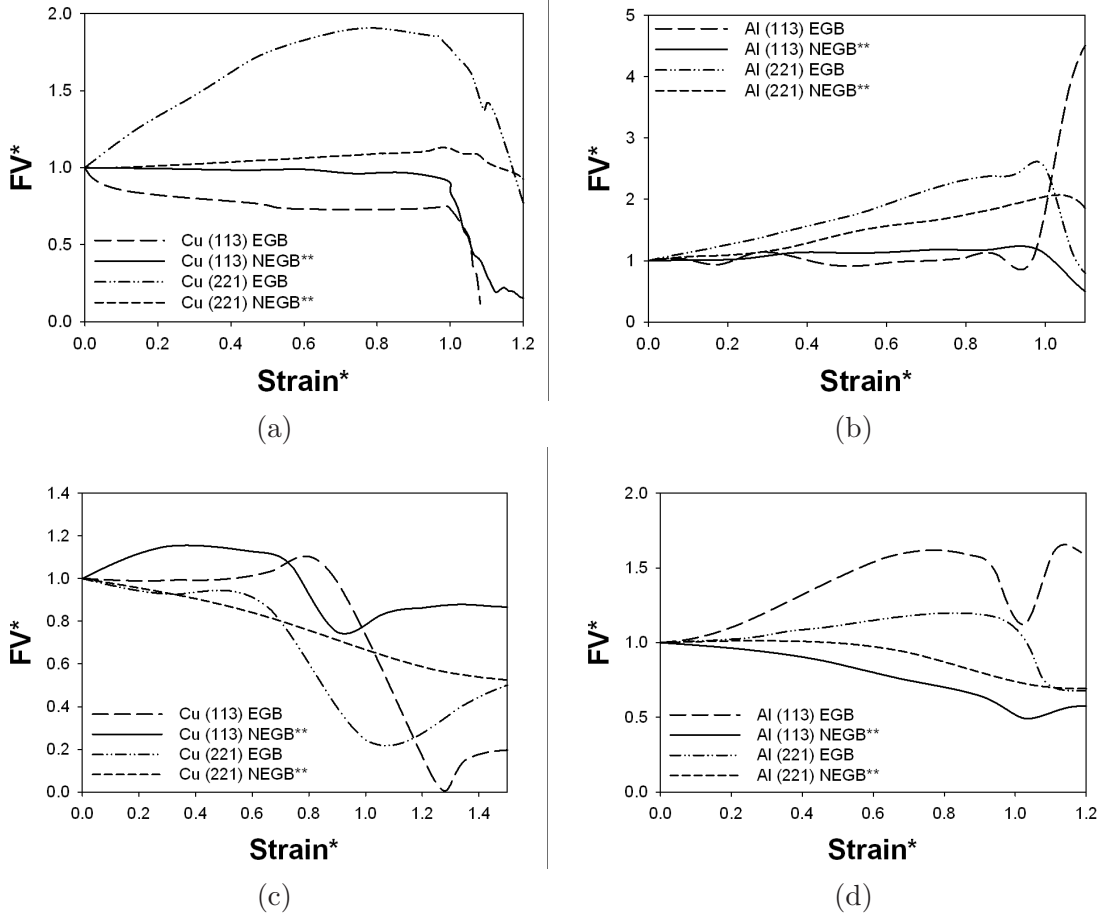 2.0
1.5
1.0
0.5
0.0
FV*
Cu (113) EGB
Cu (113) NEGB**
Cu (221) EGB
Cu (221) NEGB**
0.0 0.2 0.4 0.6 0.8 1.0 1.2
Strain*
(a)
5
4
3
2
1
0
FV*
Al (113) EGB
Al (113) NEGB**
Al (221) EGB
Al (221) NEGB**
0.0 0.2 0.4 0.6 0.8 1.0
Strain*
(b)
1.4
1.2
1.0
0.8
0.6
0.4
0.2
0.0
FV*
Cu (113) EGB
Cu (113) NEGB**
Cu (221) EGB
Cu (221) NEGB**
0.0 0.2 0.4 0.6 0.8 1.0 1.2 1.4
Strain*
(c)
2.0
1.5
1.0
0.5
0.0
FV*
Al (113) EGB
Al (113) NEGB**
Al (221) EGB
Al (221) NEGB**
0.0 0.2 0.4 0.6 0.8 1.0 1.2
Strain*
(d)